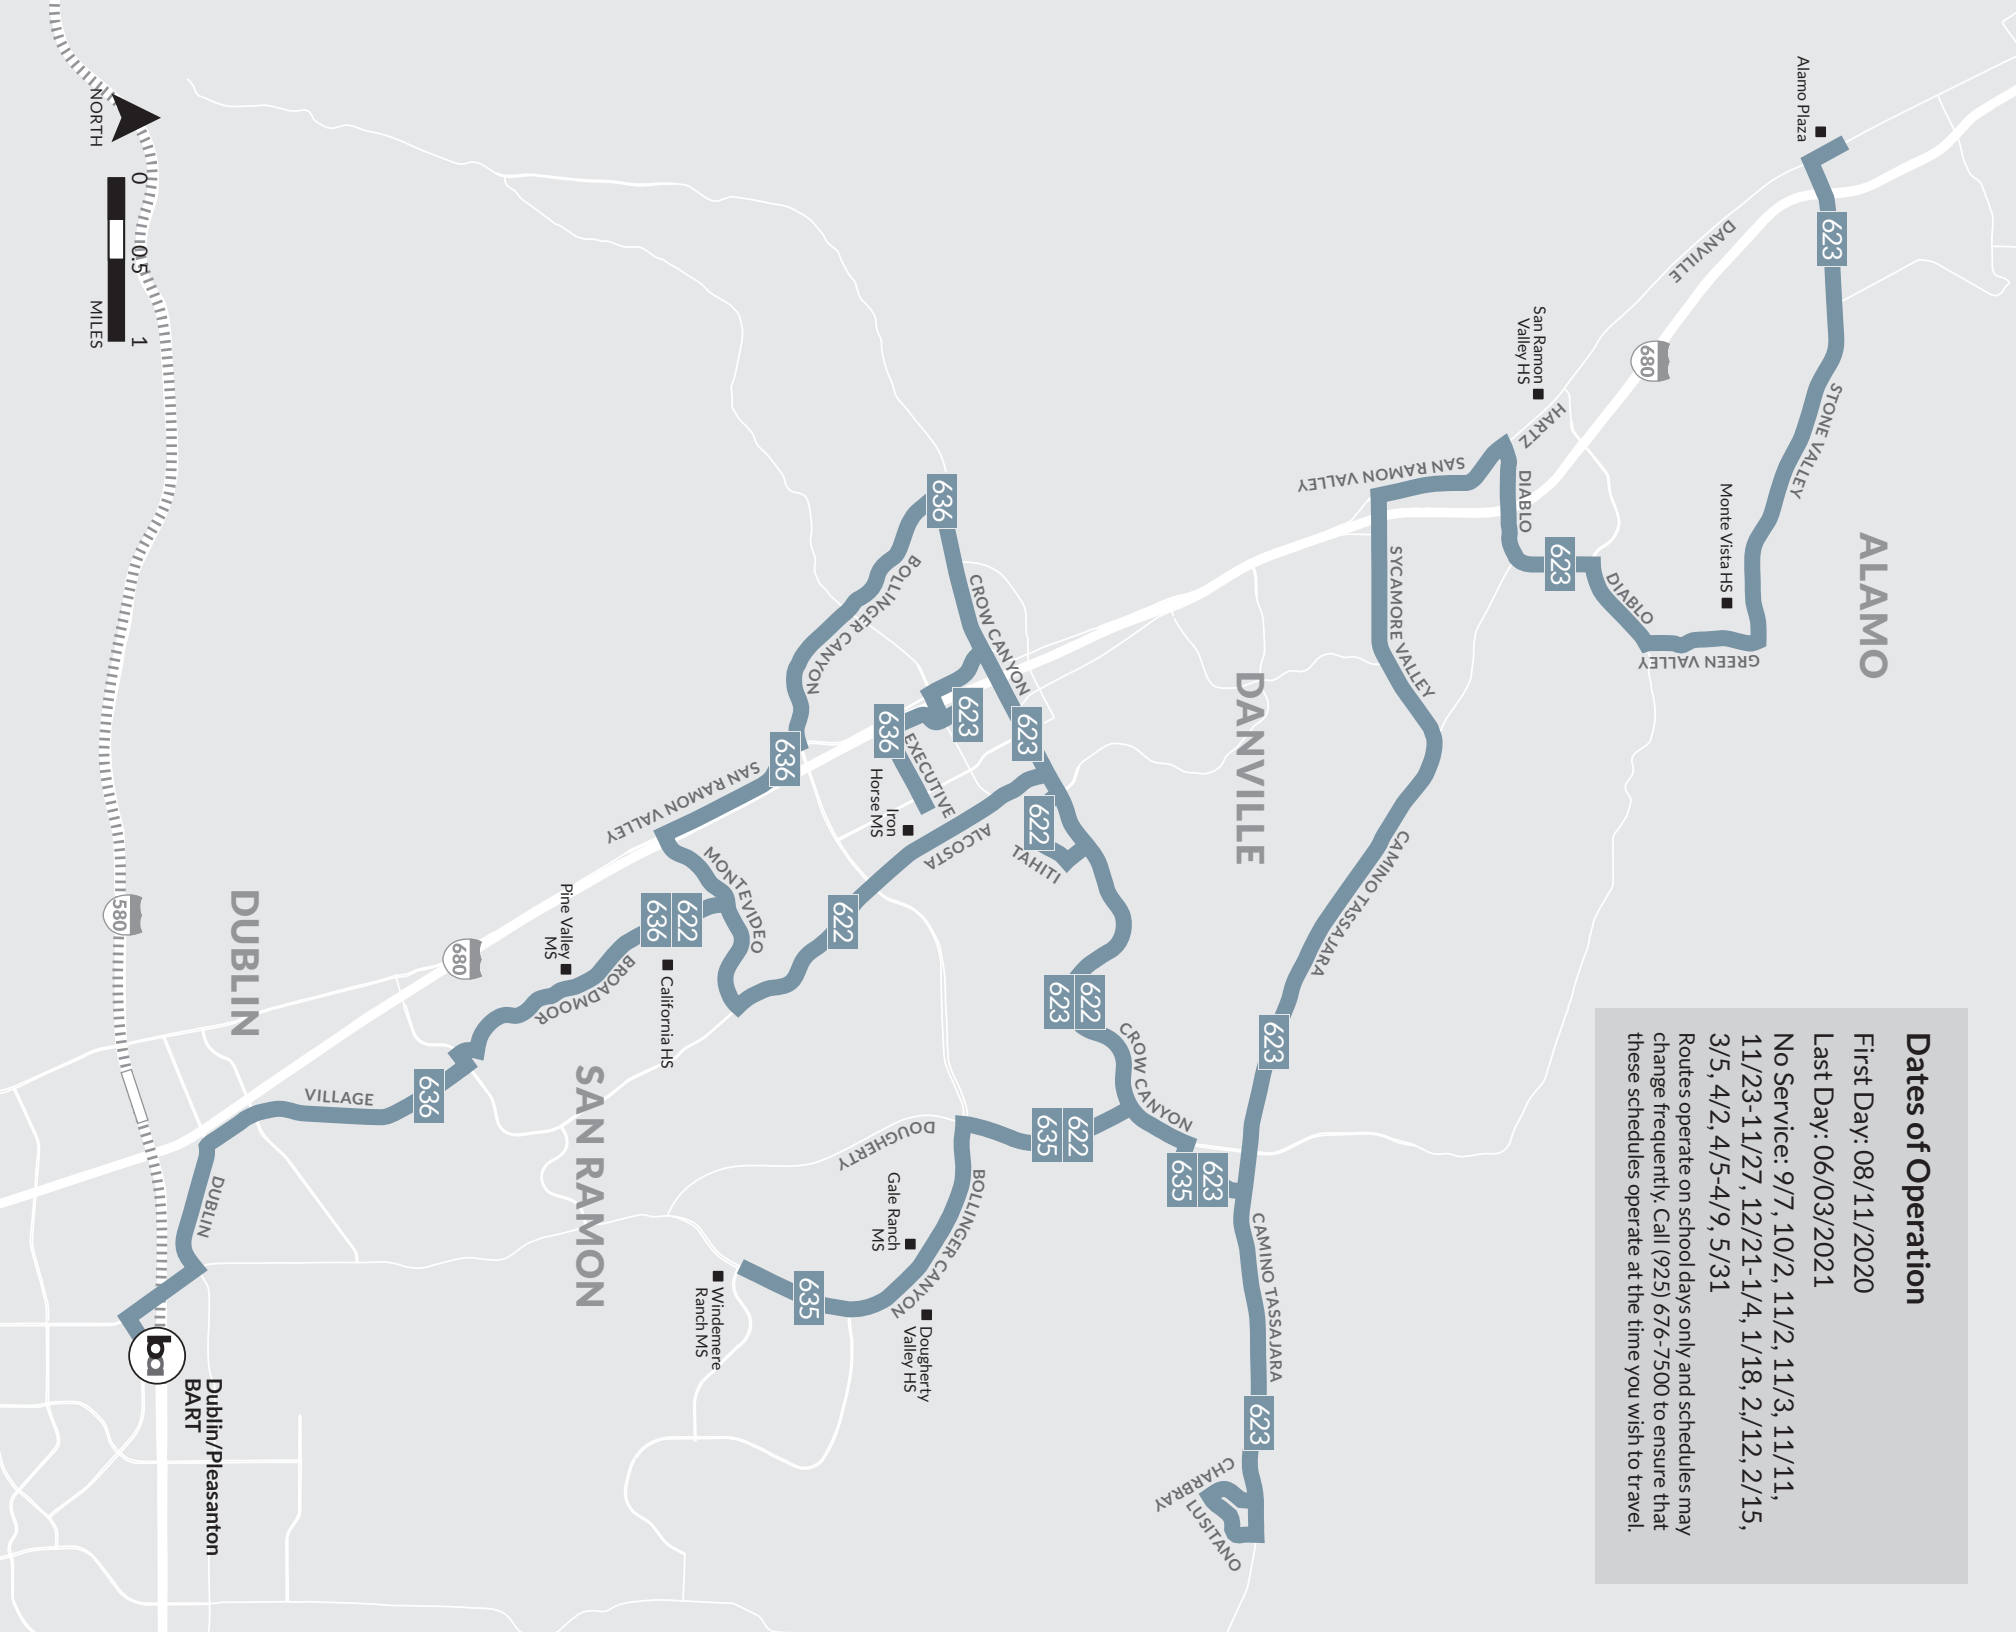 Dates of Operation
First Day: 08/11/2020
Last Day: 06/03/2021
No Service: 9/7, 10/2, 11/2, 11/3, 11/11,
11/23-11/27, 12/21-1/4, 1/18, 2,/12, 2/15,
3/5, 4/2, 4/5-4/9, 5/31
Routes operate on school days only and schedules may
change frequently. Call (925) 676-7500 to ensure that
these schedules operate at the time you wish to travel.
ALAMO
Alamo Plaza
623
STONE VALLEY
DANVILLE
680
Monte Vista HS
GREEN VALLEY
DIABLO
623
San Ramon
Valley HS
HARTZ
DIABLO
SAN RAMON VALLEY
SYCAMORE VALLEY
CAMINO TASSAJARA
623
DANVILLE
CAMINO TASSAJARA
623
CHARBRAY
LUSITANO
623
635
CROW CANYON
622
623
622
635
636
CROW CANYON
623
623
622
TAHITI
636
EXECUTIVE
Iron
Horse MS
ALCOSTA
622
BOLLINGER CANYON
636
SAN RAMON VALLEY
MONTEVIDEO
622
636
California HS
Pine Valley
MS
BROADMOOR
680
DOUGHERTY
BOLLINGER CANYON
Gale Ranch
MS
Dougherty
Valley HS
635
Windemere
Ranch MS
SAN RAMON
636
VILLAGE
DUBLIN
DUBLIN
580
ba
Dublin/Pleasanton
BART
NORTH
0
0.5
1
MILES